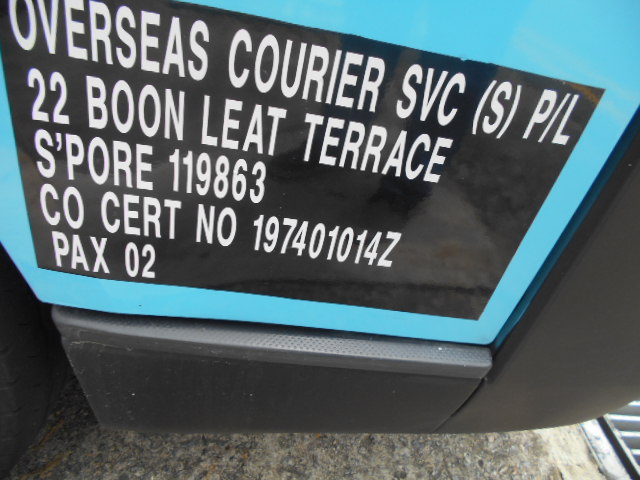 OVERSEAS COURIER SVC (S) P/L
22 BOON LEAT TERRACE
S'PORE 119863
CO CERT NO 197401014Z
PAX 02